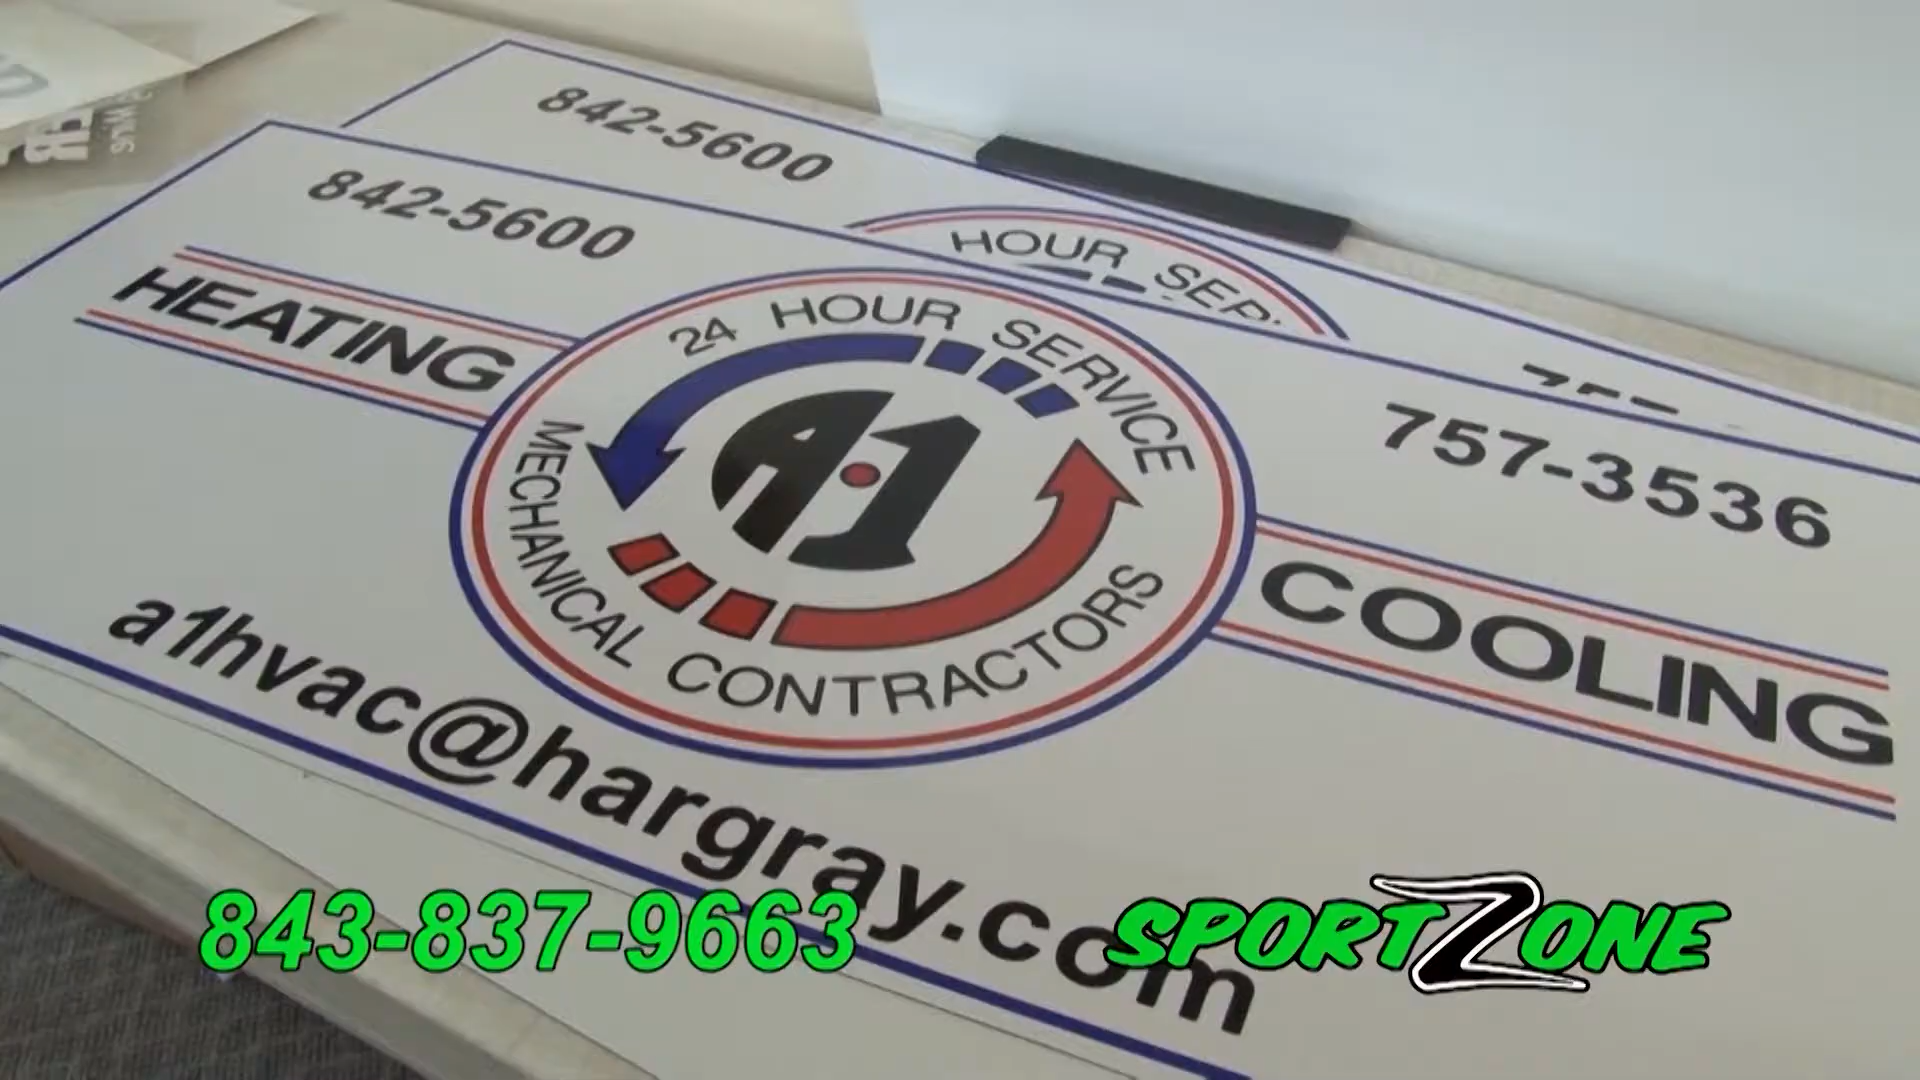 842-5600
HOUR SER
842-5600
HEATING
24 HOUR SERVICE
A·1
MECHANICAL CONTRACTORS
757-3536
COOLING
a1hvac@hargray.com
843-837-9663
SPORTZONE